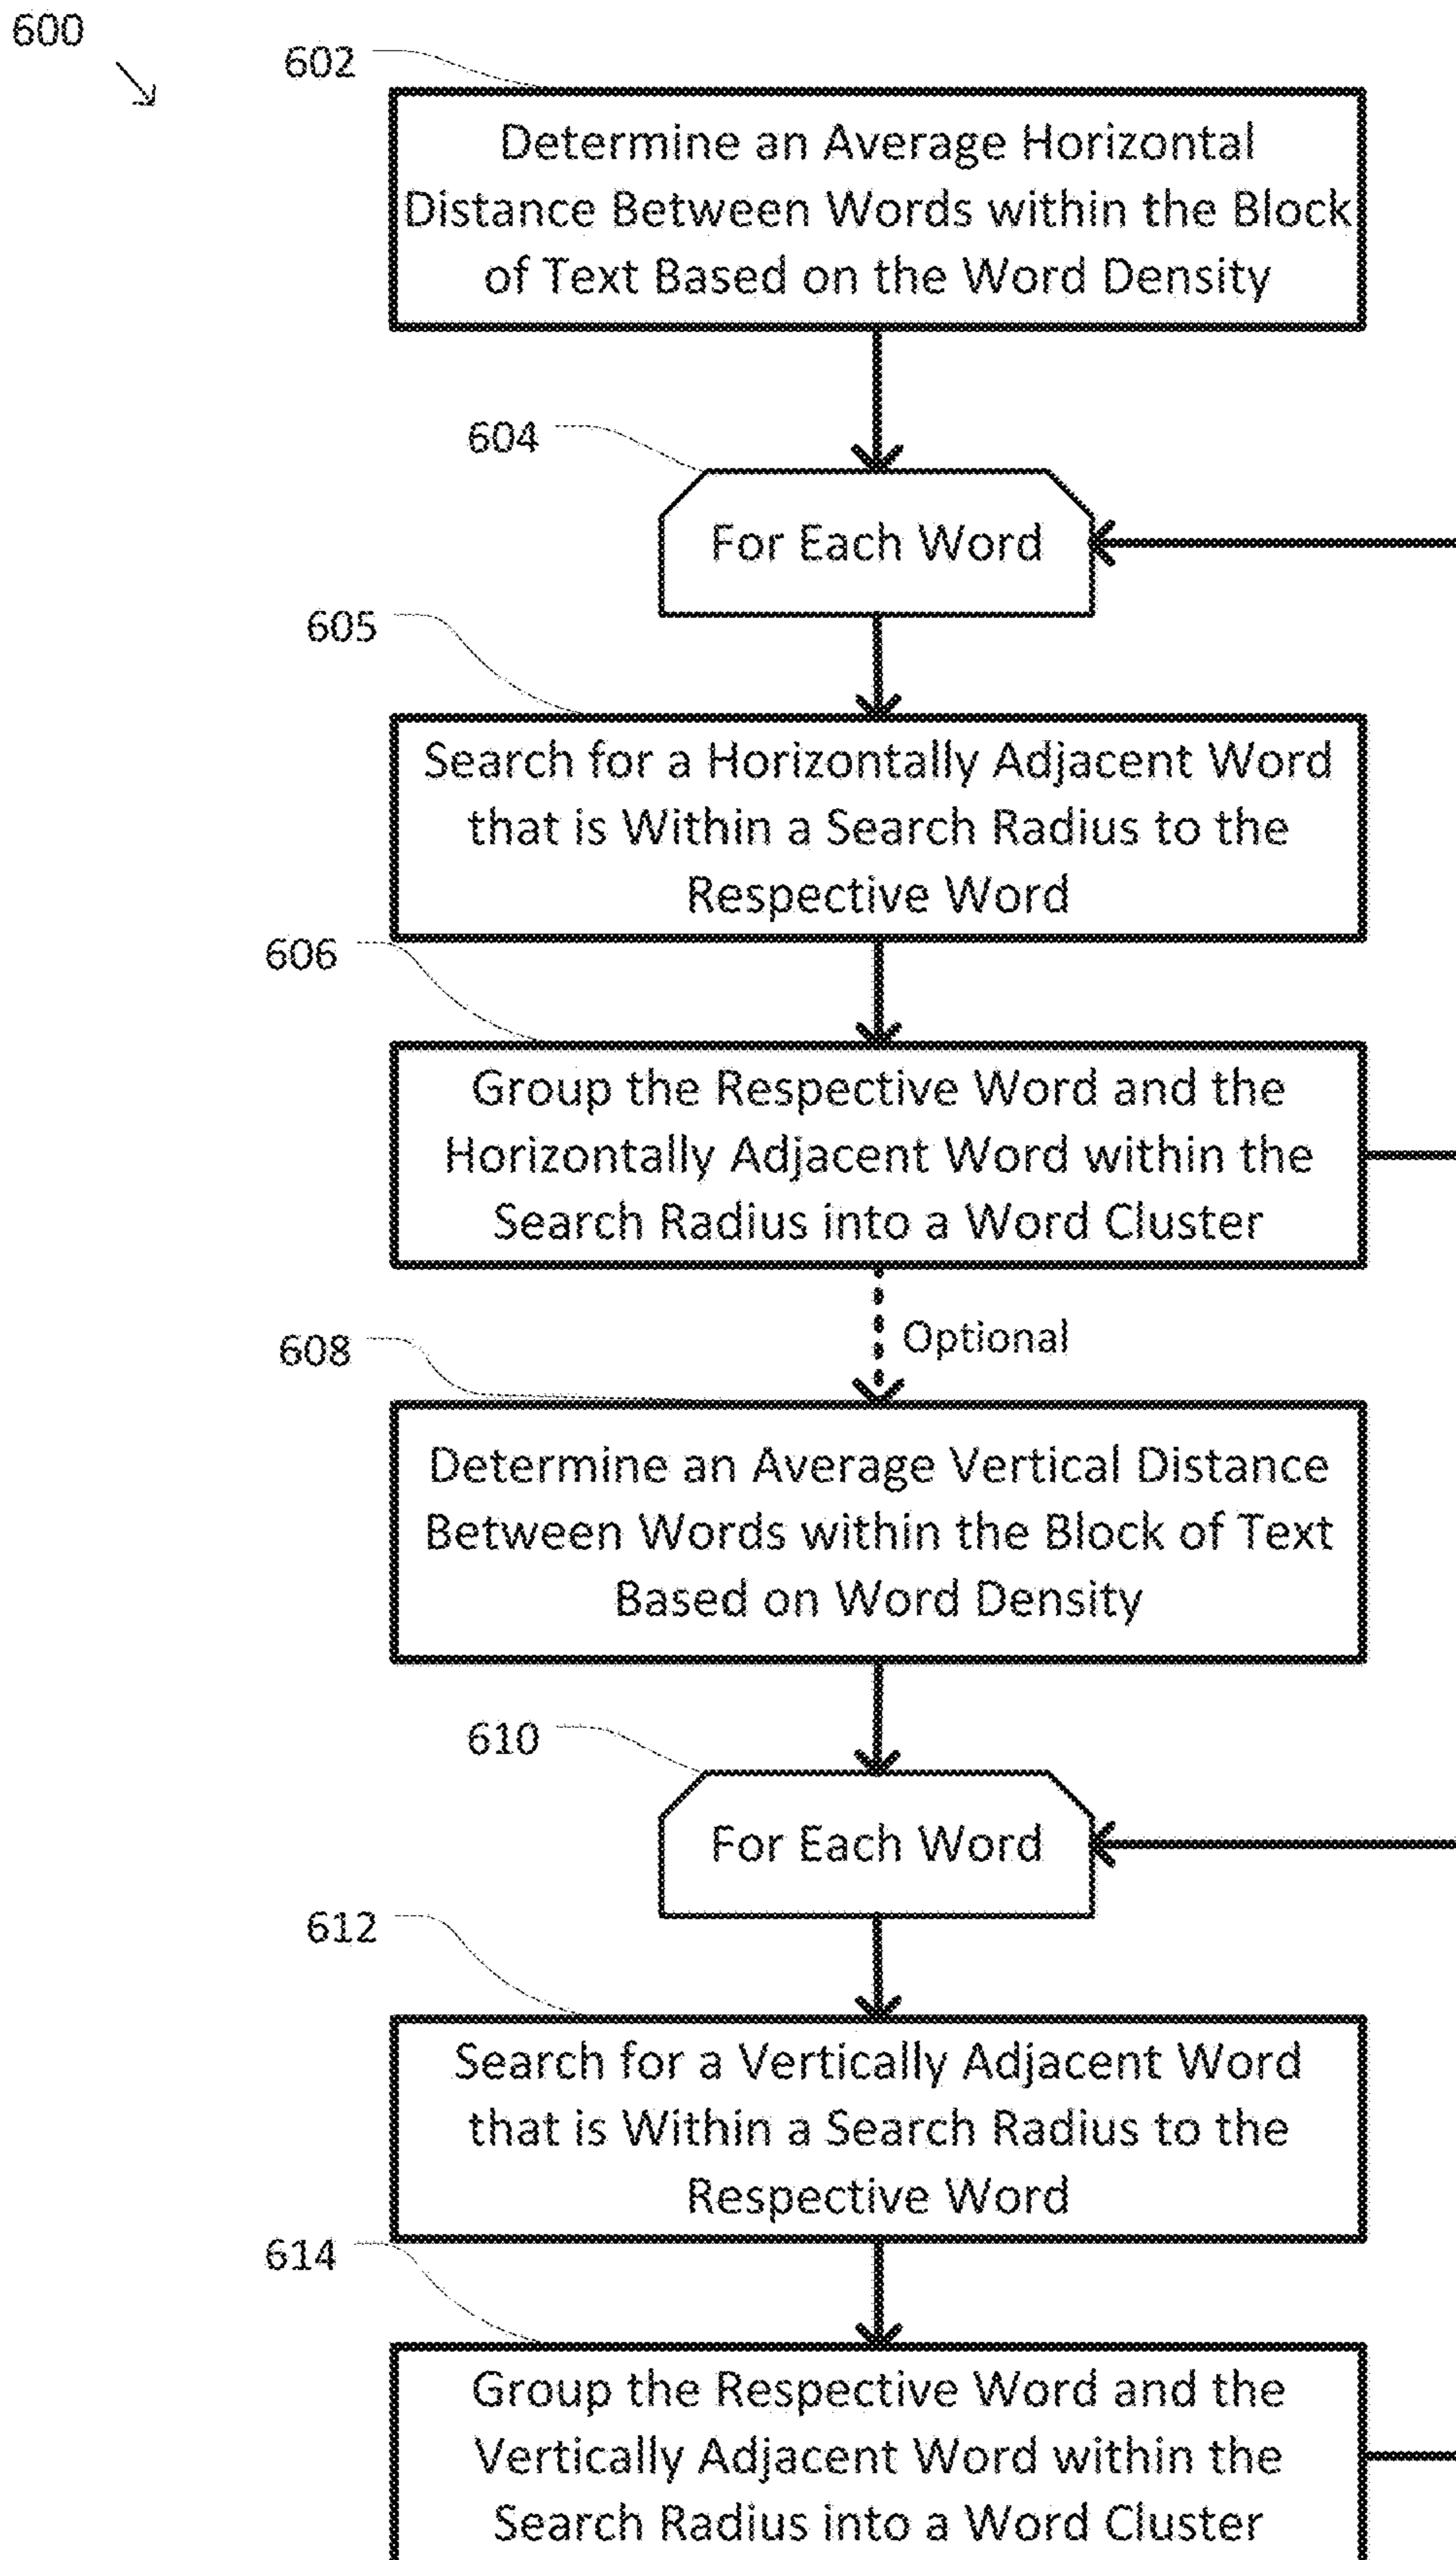 600
602
Determine an Average Horizontal
Distance Between Words within the Block
of Text Based on the Word Density
604
For Each Word
605
Search for a Horizontally Adjacent Word
that is Within a Search Radius to the
Respective Word
606
Group the Respective Word and the
Horizontally Adjacent Word within the
Search Radius into a Word Cluster
Optional
608
Determine an Average Vertical Distance
Between Words within the Block of Text
Based on Word Density
610
For Each Word
612
Search for a Vertically Adjacent Word
that is Within a Search Radius to the
Respective Word
614
Group the Respective Word and the
Vertically Adjacent Word within the
Search Radius into a Word Cluster